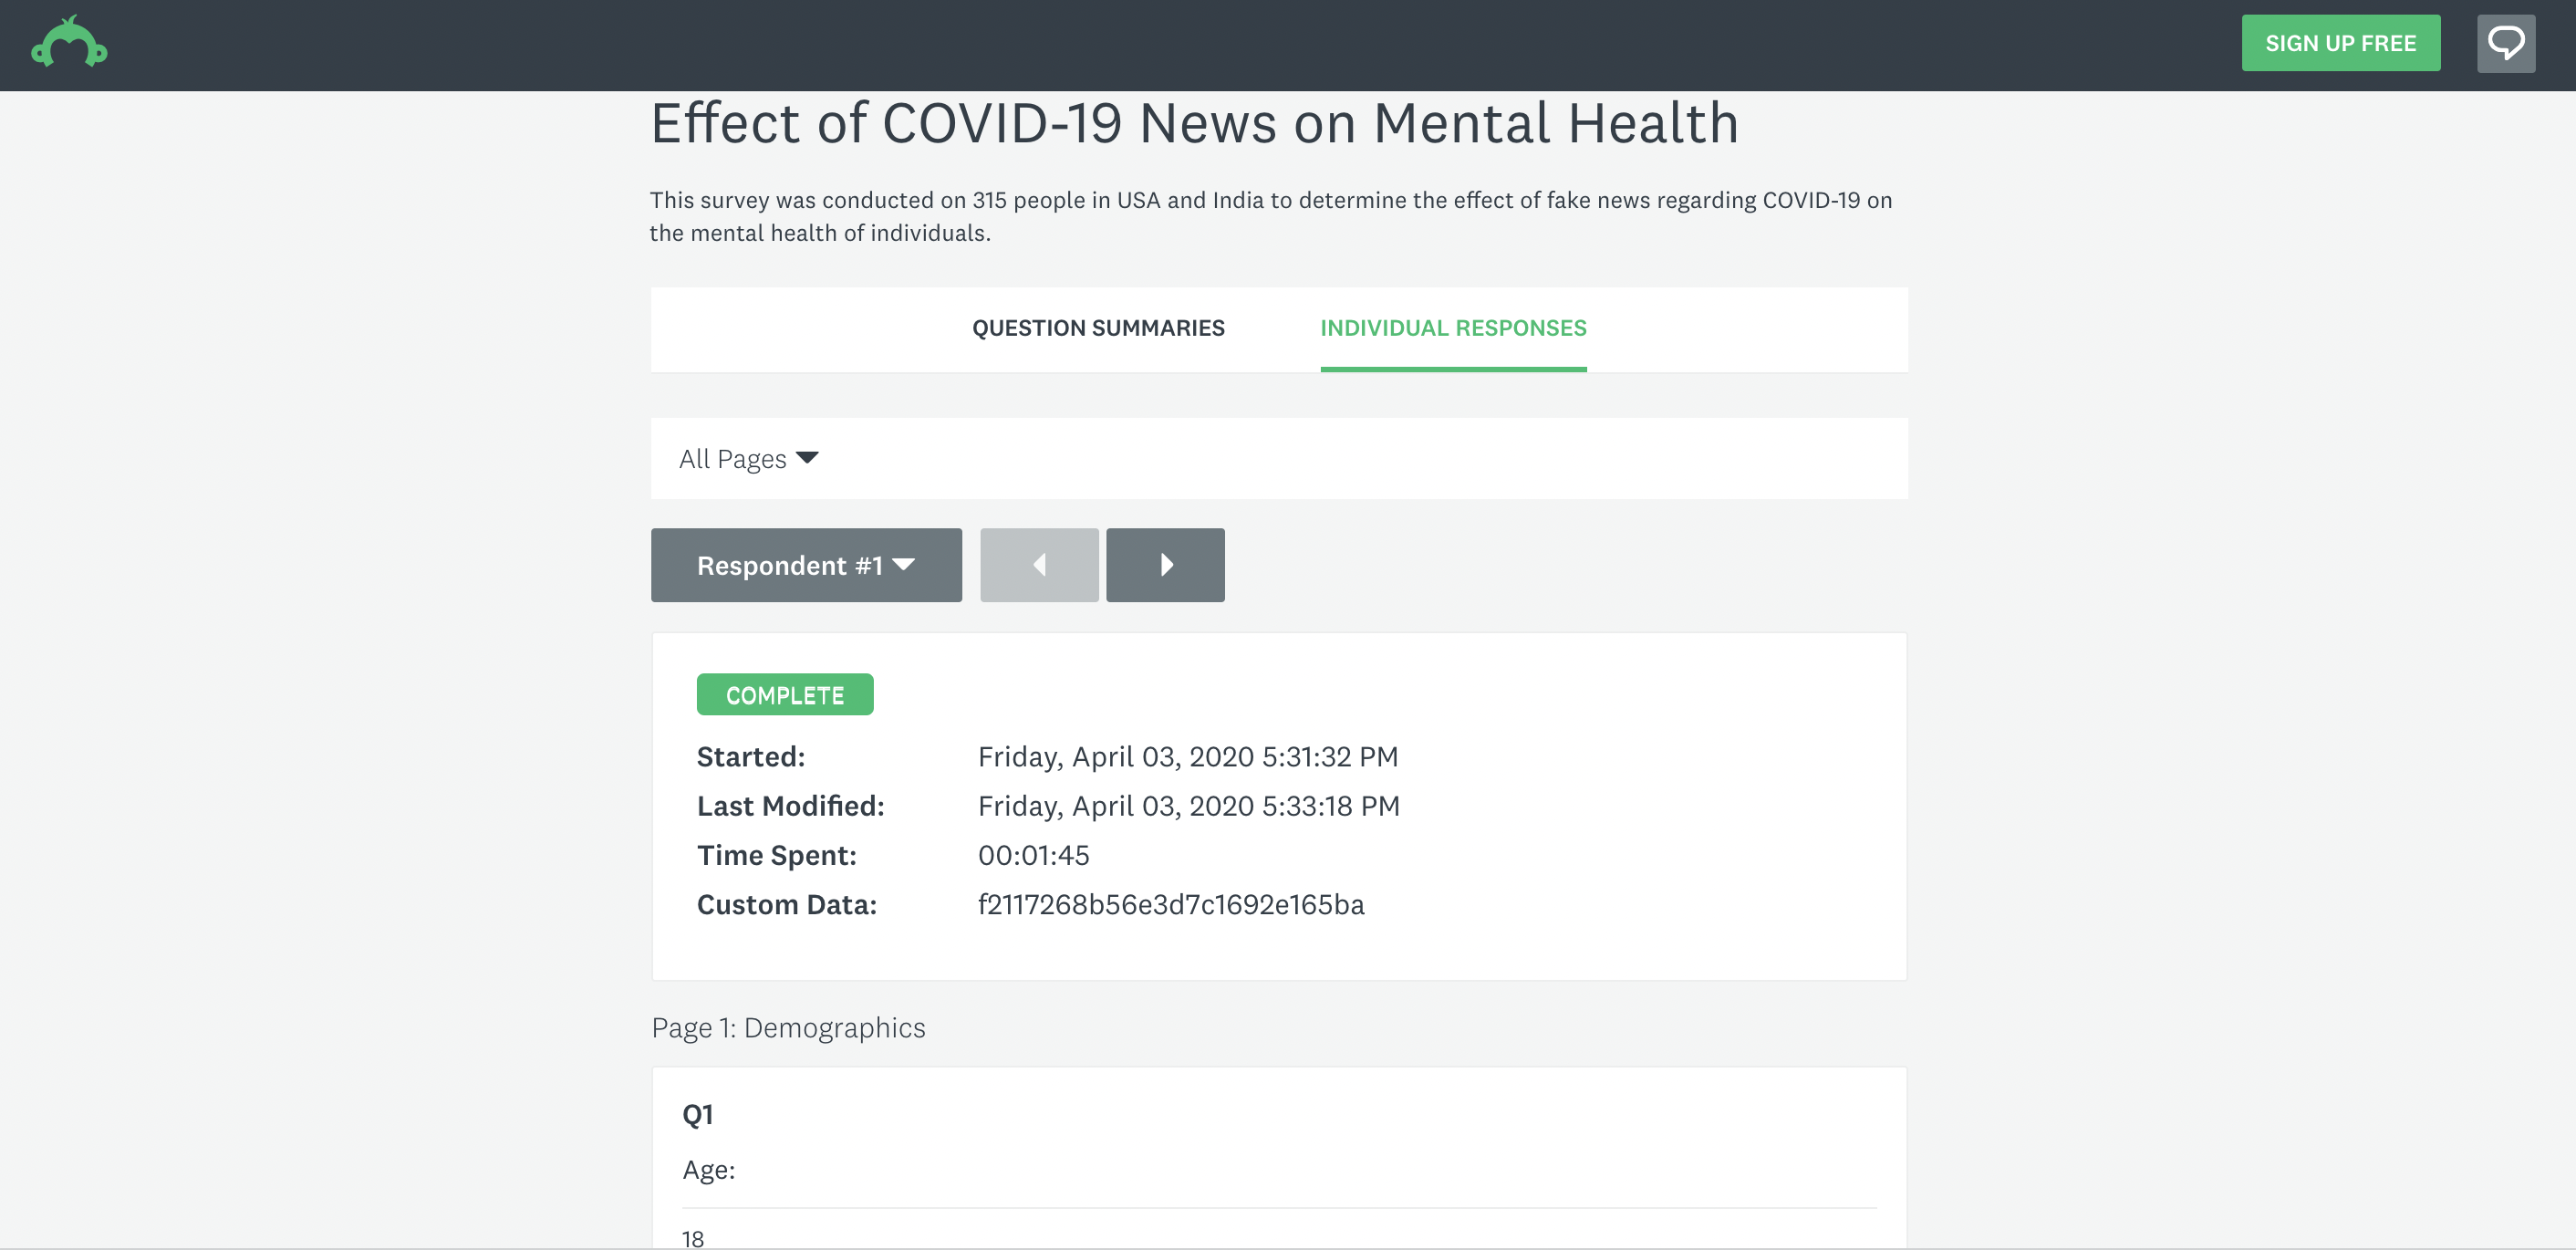 SIGN UP FREE
Effect of COVID-19 News on Mental Health
This survey was conducted on 315 people in USA and India to determine the effect of fake news regarding COVID-19 on
the mental health of individuals.
QUESTION SUMMARIES
INDIVIDUAL RESPONSES
All Pages
Respondent #1
COMPLETE
Started: Friday, April 03, 2020 5:31:32 PM
Last Modified: Friday, April 03, 2020 5:33:18 PM
Time Spent: 00:01:45
Custom Data: f2117268b56e3d7c1692e165ba
Page 1: Demographics
Q1
Age:
18